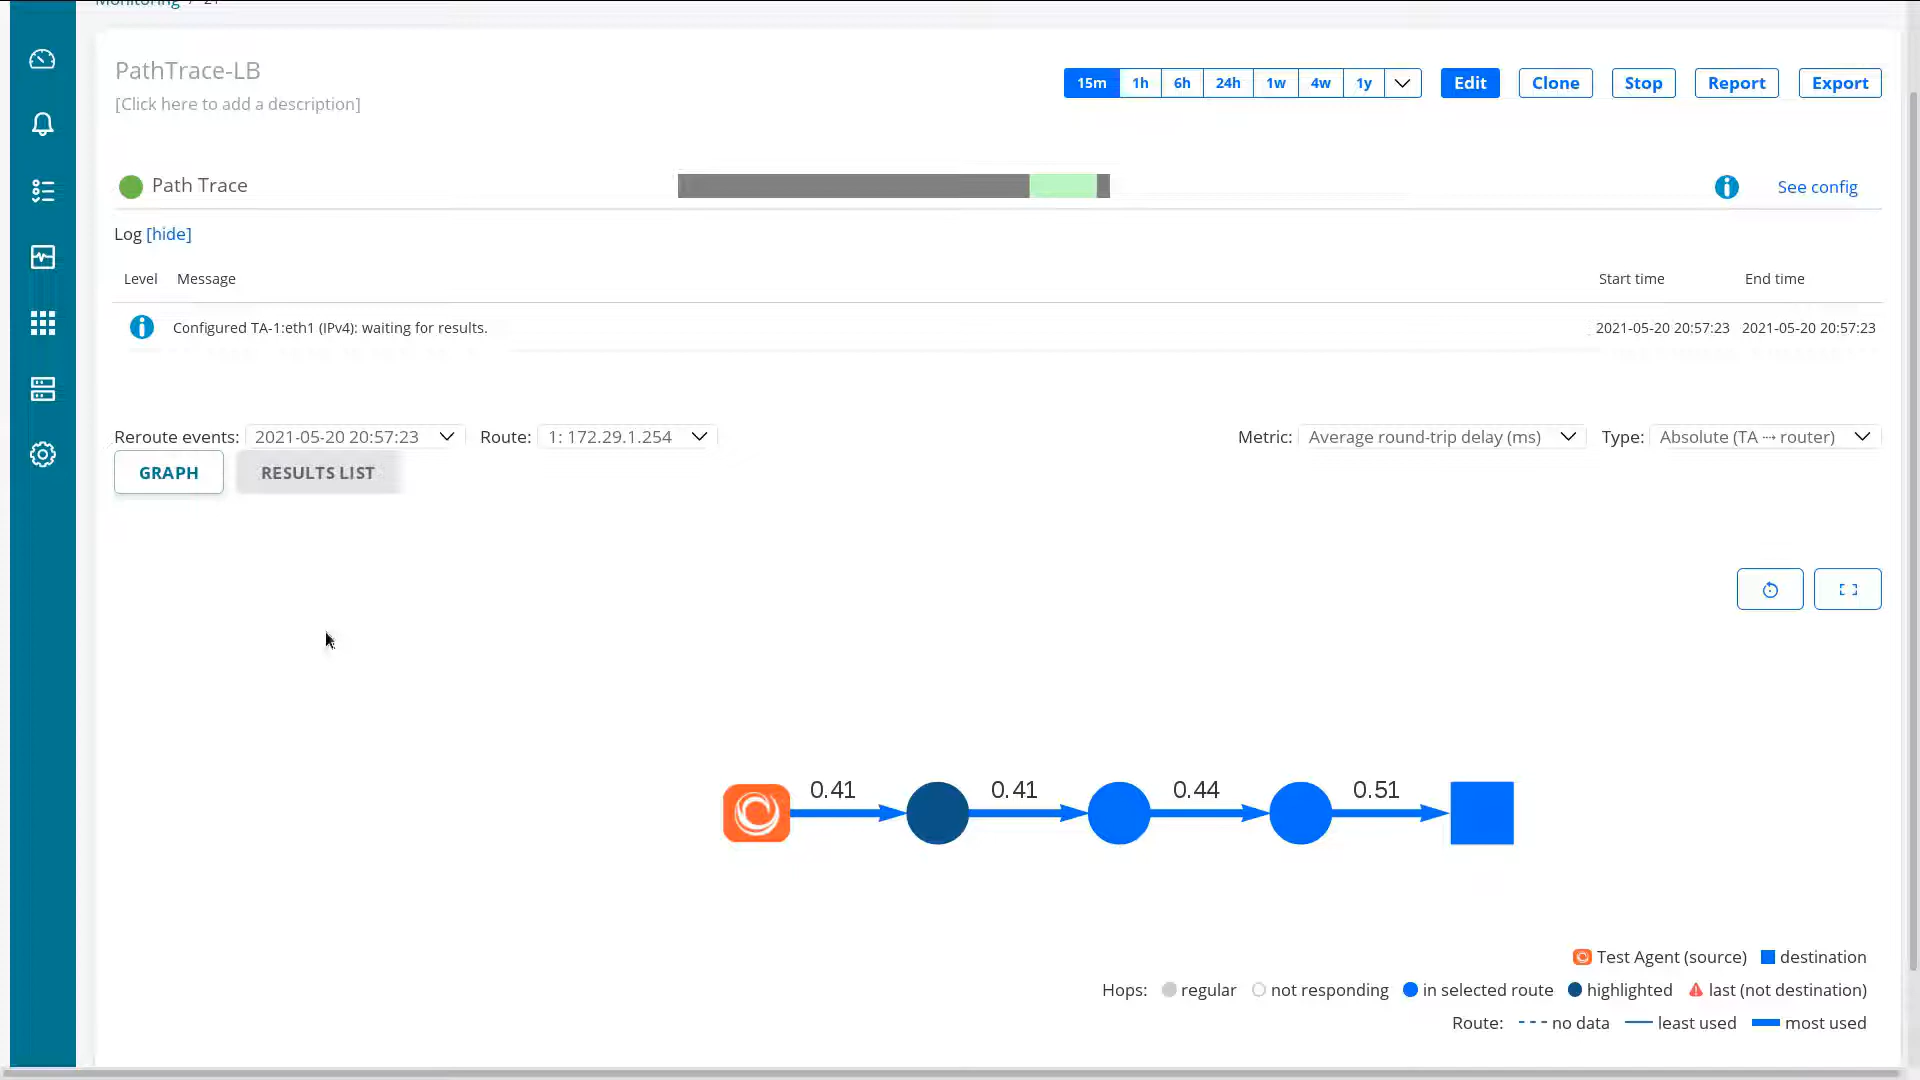 PathTrace-LB
[Click here to add a description]
15m 1h 6h 24h 1w 4w 1y Edit Clone Stop Report Export
Path Trace
See config
Log [hide]
Level Message Start time End time
Configured TA-1:eth1 (IPv4): waiting for results. 2021-05-20 20:57:23 2021-05-20 20:57:23
Reroute events: 2021-05-20 20:57:23 Route: 1: 172.29.1.254 Metric: Average round-trip delay (ms) Type: Absolute (TA ⤑ router)
GRAPH RESULTS LIST
0.41 0.41 0.44 0.51
Test Agent (source) destination
Hops: regular not responding in selected route highlighted last (not destination)
Route: no data least used most used